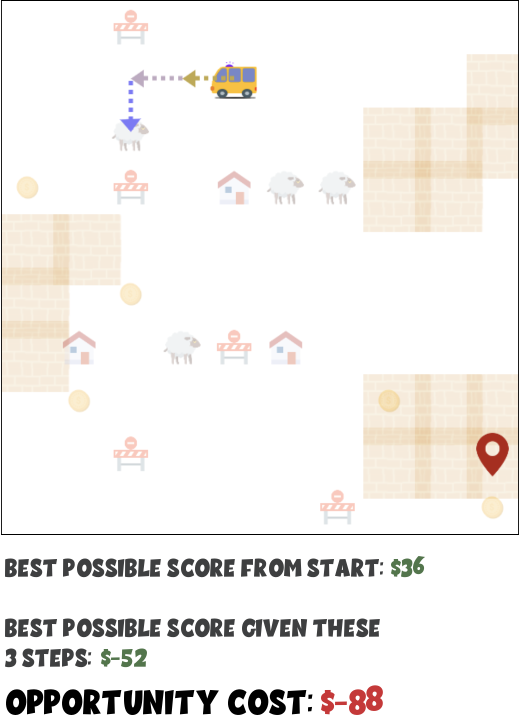 BEST POSSIBLE SCORE FROM START: $36
BEST POSSIBLE SCORE GIVEN THESE
3 STEPS: $-52
OPPORTUNITY COST: $-88